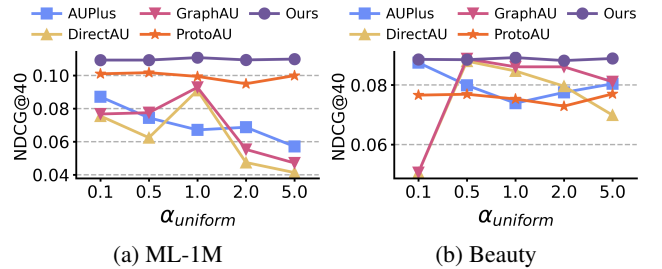 AUPlus GraphAU Ours
DirectAU ProtoAU
NDCG@40
0.10
0.08
0.06
0.04
0.1 0.5 1.0 2.0 5.0
α_uniform
(a) ML-1M
AUPlus GraphAU Ours
DirectAU ProtoAU
NDCG@40
0.08
0.06
0.1 0.5 1.0 2.0 5.0
α_uniform
(b) Beauty